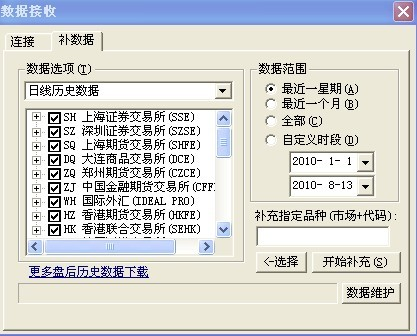 数据接收
连接 补数据
数据选项(I)
日线历史数据
SH 上海证券交易所(SSE)
SZ 深圳证券交易所(SZSE)
SQ 上海期货交易所(SHFE)
DQ 大连商品交易所(DCE)
ZQ 郑州期货交易所(CZCE)
ZJ 中国金融期货交易所(CFF
WH 国际外汇(IDEAL PRO)
HZ 香港期货交易所(HKFE)
HK 香港联合交易所(SEHK)
更多盘后历史数据下载
数据范围
最近一星期(A)
最近一个月(B)
全部(C)
自定义时段(D)
2010- 1- 1
2010- 8-13
补充指定品种(市场+代码):
<-选择 开始补充(S)
数据维护